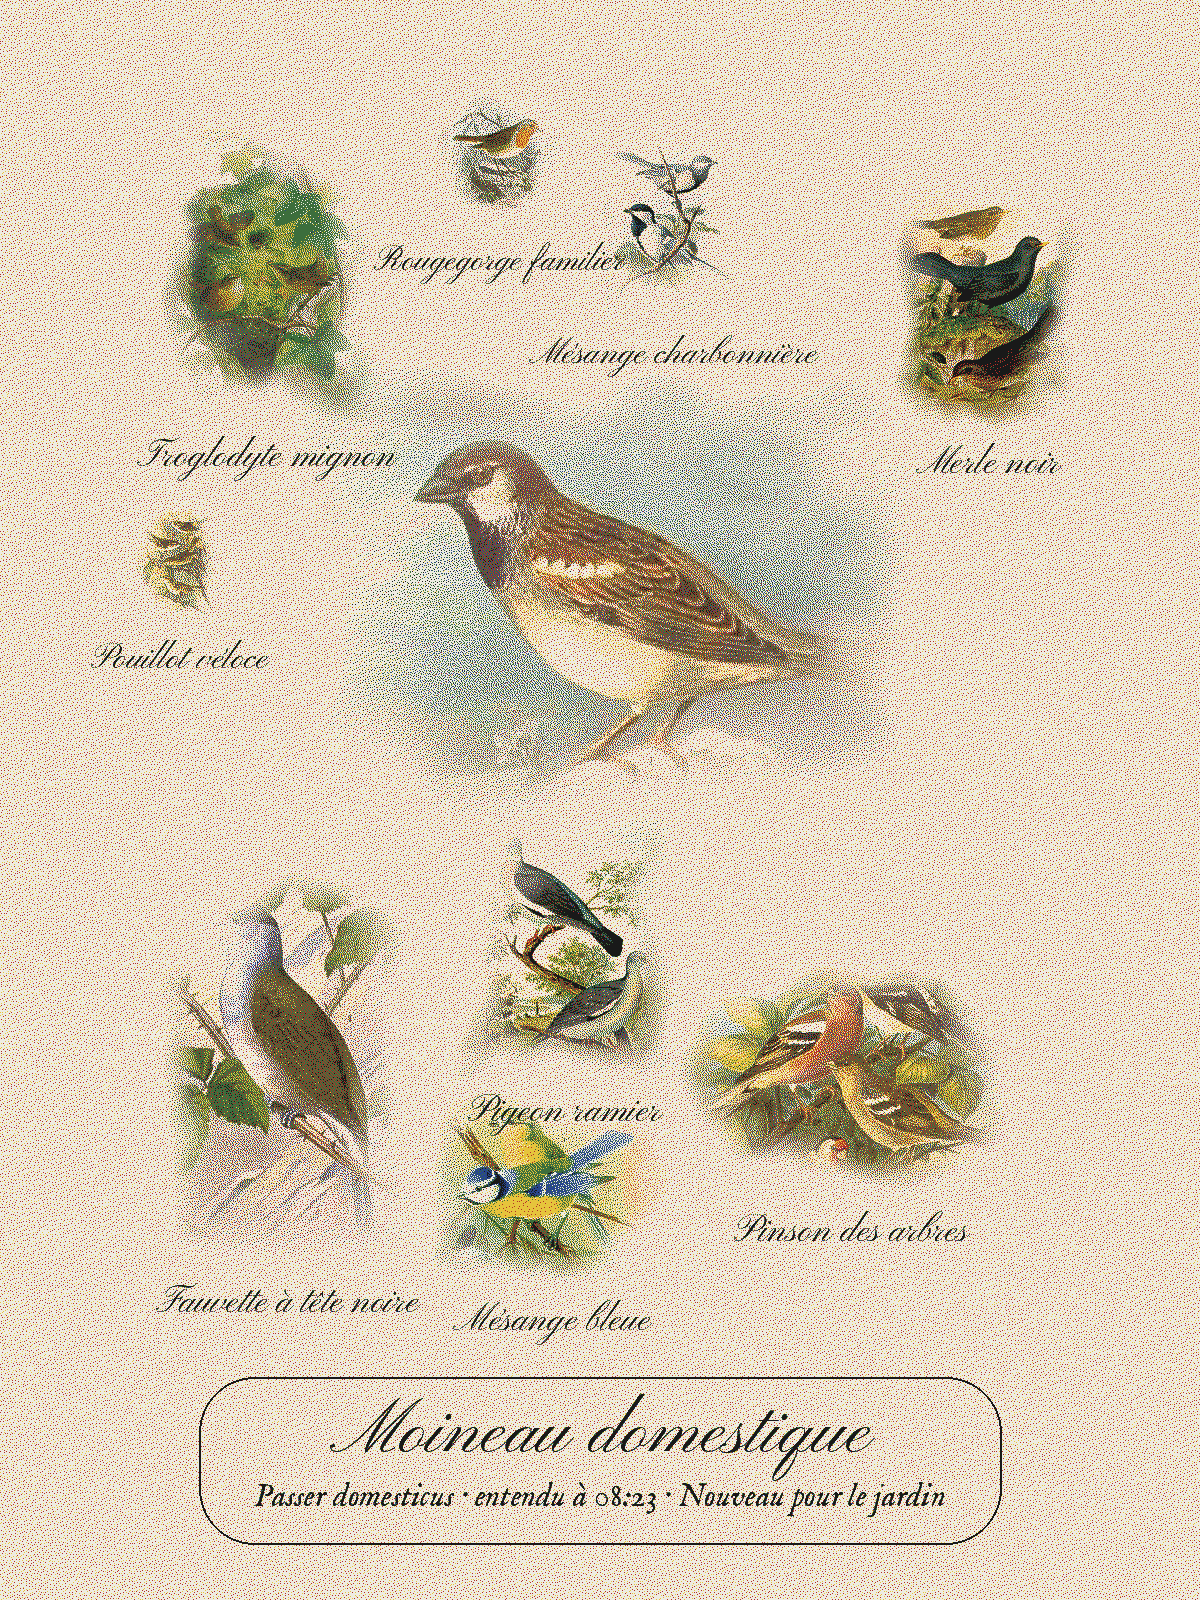 Rougegorge familier
Mésange charbonnière
Troglodyte mignon
Merle noir
Pouillot véloce
Pigeon ramier
Pinson des arbres
Fauvette à tête noire
Mésange bleue
Moineau domestique
Passer domesticus · entendu à 08:23 · Nouveau pour le jardin